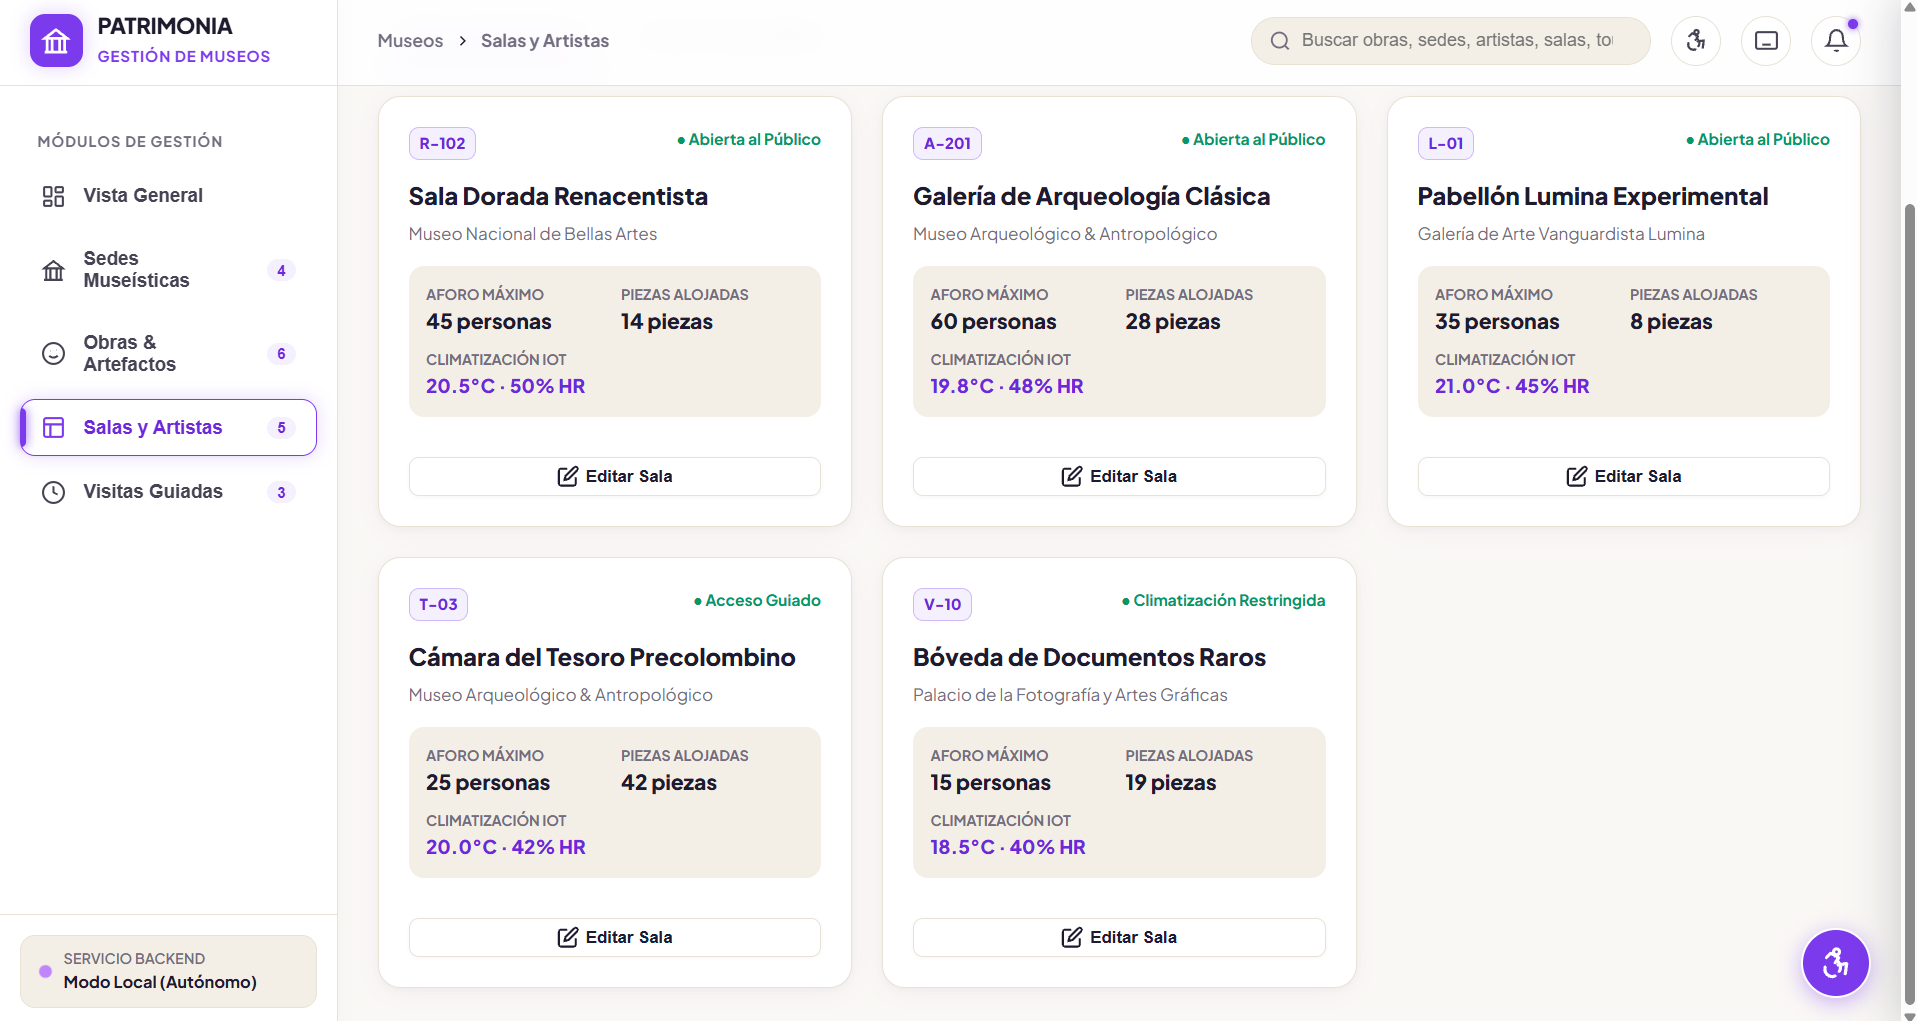 PATRIMONIA
GESTIÓN DE MUSEOS
Museos > Salas y Artistas
Buscar obras, sedes, artistas, salas, to
MÓDULOS DE GESTIÓN
Vista General
Sedes
Museísticas
4
Obras &
Artefactos
6
Salas y Artistas
5
Visitas Guiadas
3
SERVICIO BACKEND
Modo Local (Autónomo)
R-102
● Abierta al Público
Sala Dorada Renacentista
Museo Nacional de Bellas Artes
AFORO MÁXIMO
45 personas
PIEZAS ALOJADAS
14 piezas
CLIMATIZACIÓN IOT
20.5°C · 50% HR
Editar Sala
A-201
● Abierta al Público
Galería de Arqueología Clásica
Museo Arqueológico & Antropológico
AFORO MÁXIMO
60 personas
PIEZAS ALOJADAS
28 piezas
CLIMATIZACIÓN IOT
19.8°C · 48% HR
Editar Sala
L-01
● Abierta al Público
Pabellón Lumina Experimental
Galería de Arte Vanguardista Lumina
AFORO MÁXIMO
35 personas
PIEZAS ALOJADAS
8 piezas
CLIMATIZACIÓN IOT
21.0°C · 45% HR
Editar Sala
T-03
● Acceso Guiado
Cámara del Tesoro Precolombino
Museo Arqueológico & Antropológico
AFORO MÁXIMO
25 personas
PIEZAS ALOJADAS
42 piezas
CLIMATIZACIÓN IOT
20.0°C · 42% HR
Editar Sala
V-10
● Climatización Restringida
Bóveda de Documentos Raros
Palacio de la Fotografía y Artes Gráficas
AFORO MÁXIMO
15 personas
PIEZAS ALOJADAS
19 piezas
CLIMATIZACIÓN IOT
18.5°C · 40% HR
Editar Sala